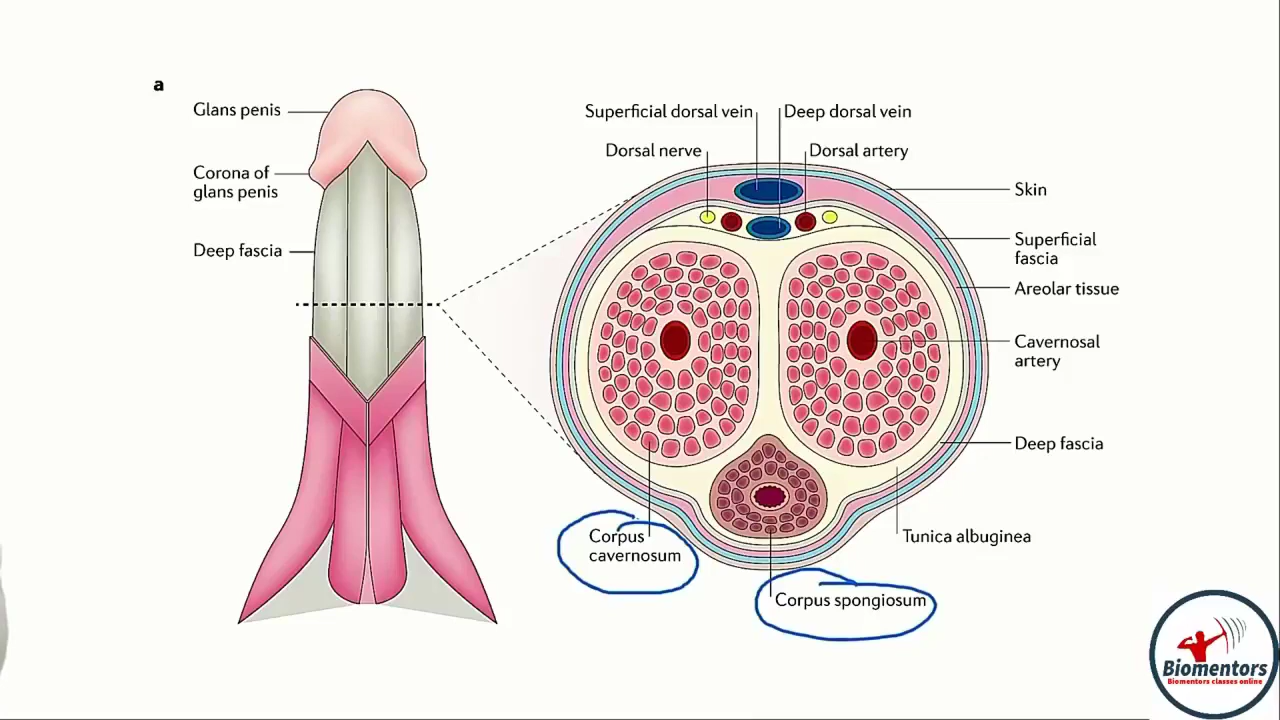 a
Glans penis
Corona of
glans penis
Deep fascia
Superficial dorsal vein
Deep dorsal vein
Dorsal nerve
Dorsal artery
Skin
Superficial
fascia
Areolar tissue
Cavernosal
artery
Deep fascia
Tunica albuginea
Corpus
cavernosum
Corpus spongiosum
Biomentors
Biomentors classes online